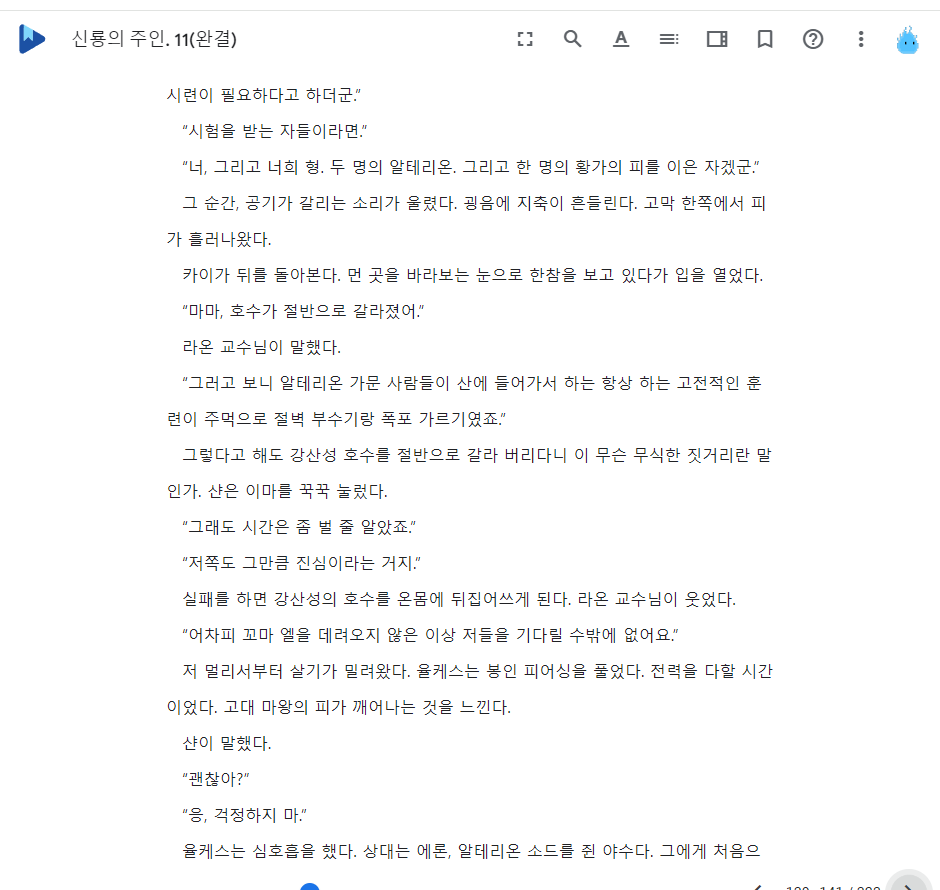 신룡의 주인. 11(완결)
시련이 필요하다고 하더군.”
“시험을 받는 자들이라면.”
“너, 그리고 너희 형. 두 명의 알테리온. 그리고 한 명의 황가의 피를 이은 자겠군.”
그 순간, 공기가 갈리는 소리가 울렸다. 굉음에 지축이 흔들린다. 고막 한쪽에서 피
가 흘러나왔다.
카이가 뒤를 돌아본다. 먼 곳을 바라보는 눈으로 한참을 보고 있다가 입을 열었다.
“마마, 호수가 절반으로 갈라졌어.”
라온 교수님이 말했다.
“그러고 보니 알테리온 가문 사람들이 산에 들어가서 하는 항상 하는 고전적인 훈
련이 주먹으로 절벽 부수기랑 폭포 가르기였죠.”
그렇다고 해도 강산성 호수를 절반으로 갈라 버리다니 이 무슨 무식한 짓거리란 말
인가. 샨은 이마를 꾹꾹 눌렀다.
“그래도 시간은 좀 벌 줄 알았죠.”
“저쪽도 그만큼 진심이라는 거지.”
실패를 하면 강산성의 호수를 온몸에 뒤집어쓰게 된다. 라온 교수님이 웃었다.
“어차피 꼬마 엘을 데려오지 않은 이상 저들을 기다릴 수밖에 없어요.”
저 멀리서부터 살기가 밀려왔다. 율케스는 봉인 피어싱을 풀었다. 전력을 다할 시간
이었다. 고대 마왕의 피가 깨어나는 것을 느낀다.
샨이 말했다.
“괜찮아?”
“응, 걱정하지 마.”
율케스는 심호흡을 했다. 상대는 에론, 알테리온 소드를 쥔 야수다. 그에게 처음으